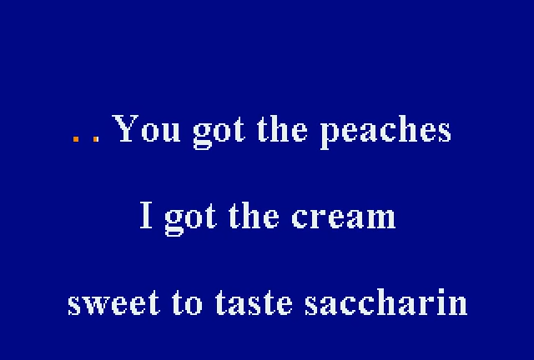 . . You got the peaches
I got the cream
sweet to taste saccharin